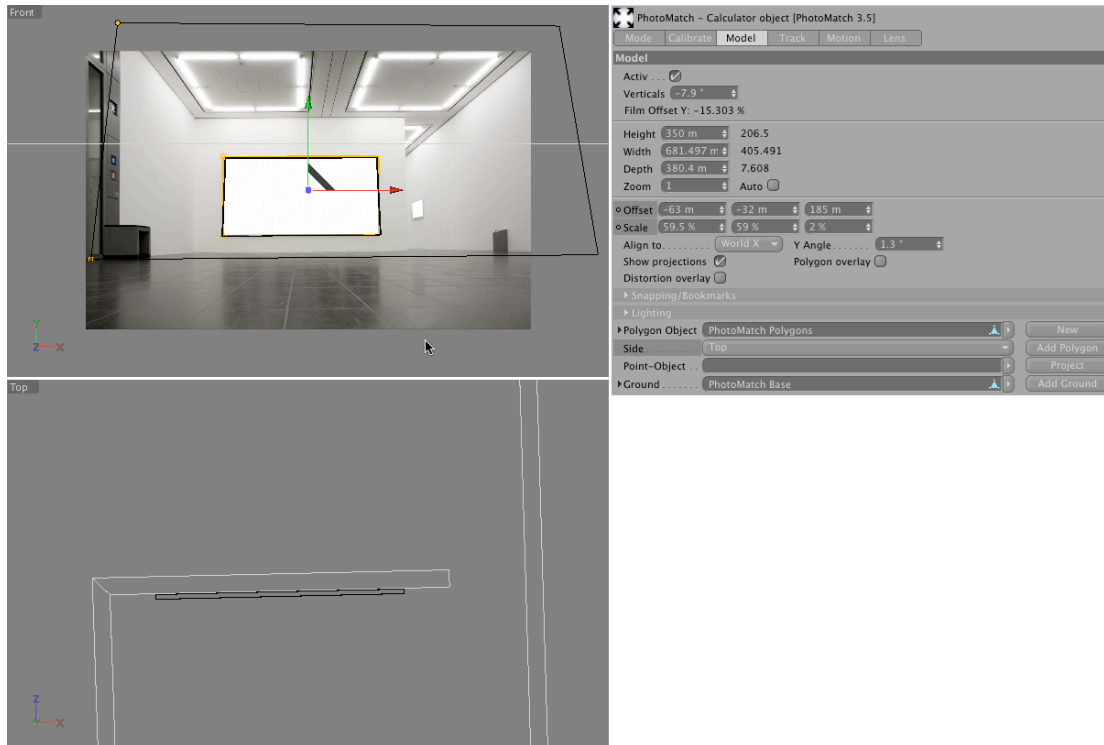 Front
Y
Z X
Top
Z
Y X
PhotoMatch - Calculator object [PhotoMatch 3.5]
Mode Calibrate Model Track Motion Lens
Model
Activ . . . .
Verticals -7.9 °
Film Offset Y: -15.303 %
Height 350 m 206.5
Width 681.497 m 405.491
Depth 380.4 m 7.608
Zoom 1 Auto
Offset -63 m -32 m 185 m
Scale 59.5 % 59 % 2 %
Align to . . . . . . . . . World X Y Angle . . . . . . . 1.3 °
Show projections Polygon overlay
Distortion overlay
Snapping/Bookmarks
Lighting
Polygon Object PhotoMatch Polygons New
Side . . . . . . . . . . Top Add Polygon
Point-Object . . Project
Ground . . . . . . . PhotoMatch Base Add Ground